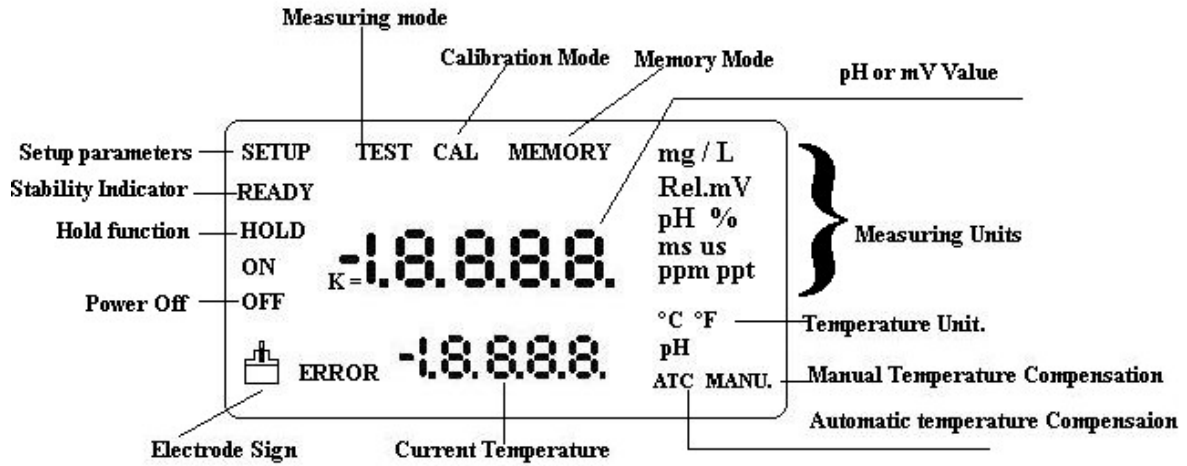 Measuring mode
Calibration Mode
Memory Mode
pH or mV Value
Setup parameters
SETUP TEST CAL MEMORY
mg / L
Stability Indicator
READY
Rel.mV
Hold function
HOLD
pH %
Measuring Units
ON
K = -1.8.8.8.8.
ms us
ppm ppt
Power Off
OFF
°C °F
Temperature Unit.
ERROR
-1.8.8.8.8.
pH
ATC MANU.
Manual Temperature Compensation
Automatic temperature Compensaion
Electrode Sign
Current Temperature